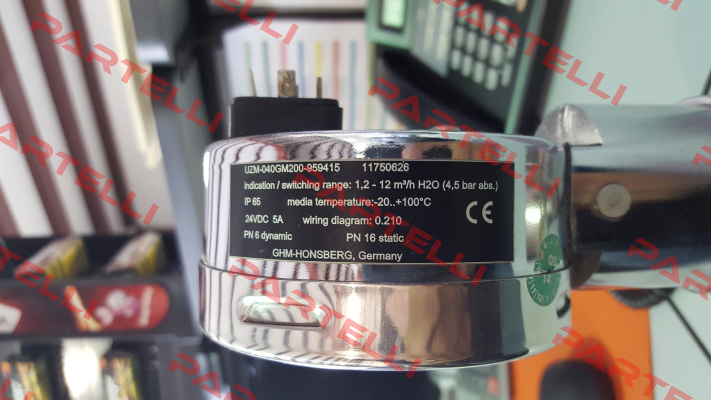 UZM-040GM200-959415 11750626
indication / switching range: 1,2 - 12 m³/h H2O (4,5 bar abs.)
IP 65 media temperature:-20..+100°C
24VDC 5A wiring diagram: 0.210
PN 6 dynamic PN 16 static
GHM-HONSBERG, Germany
CE
PARTELLI
PARTELLI
PARTELLI
PARTELLI
PARTELLI
PARTELLI